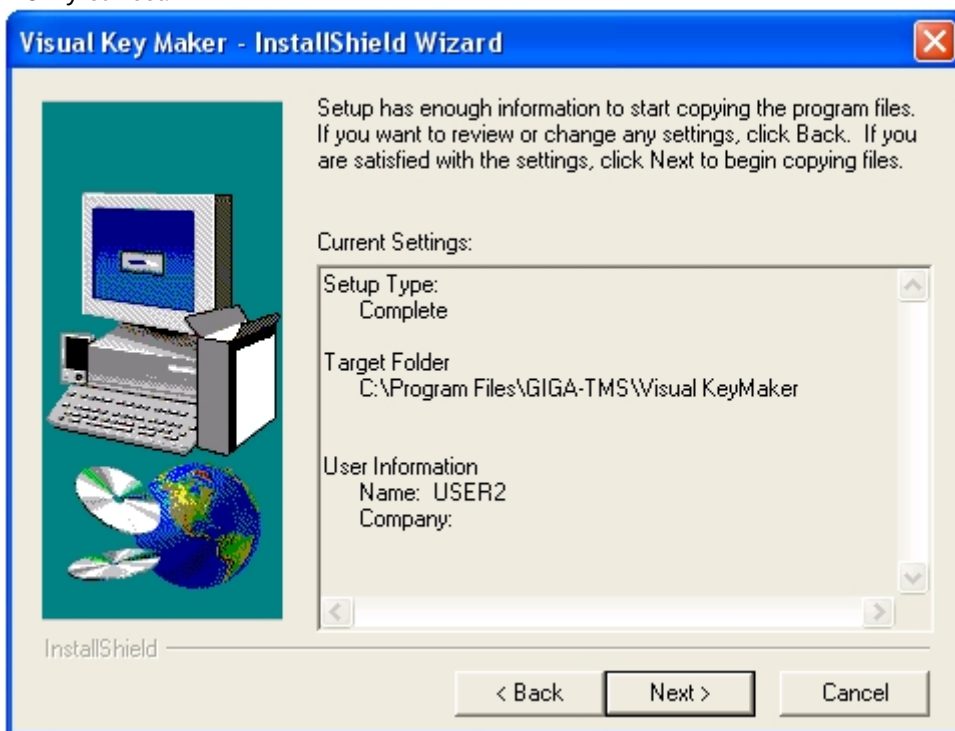 Visual Key Maker - InstallShield Wizard
Setup has enough information to start copying the program files.
If you want to review or change any settings, click Back.  If you
are satisfied with the settings, click Next to begin copying files.
Current Settings:
Setup Type:
Complete
Target Folder
C:\Program Files\GIGA-TMS\Visual KeyMaker
User Information
Name:  USER2
Company:
InstallShield
< Back
Next >
Cancel